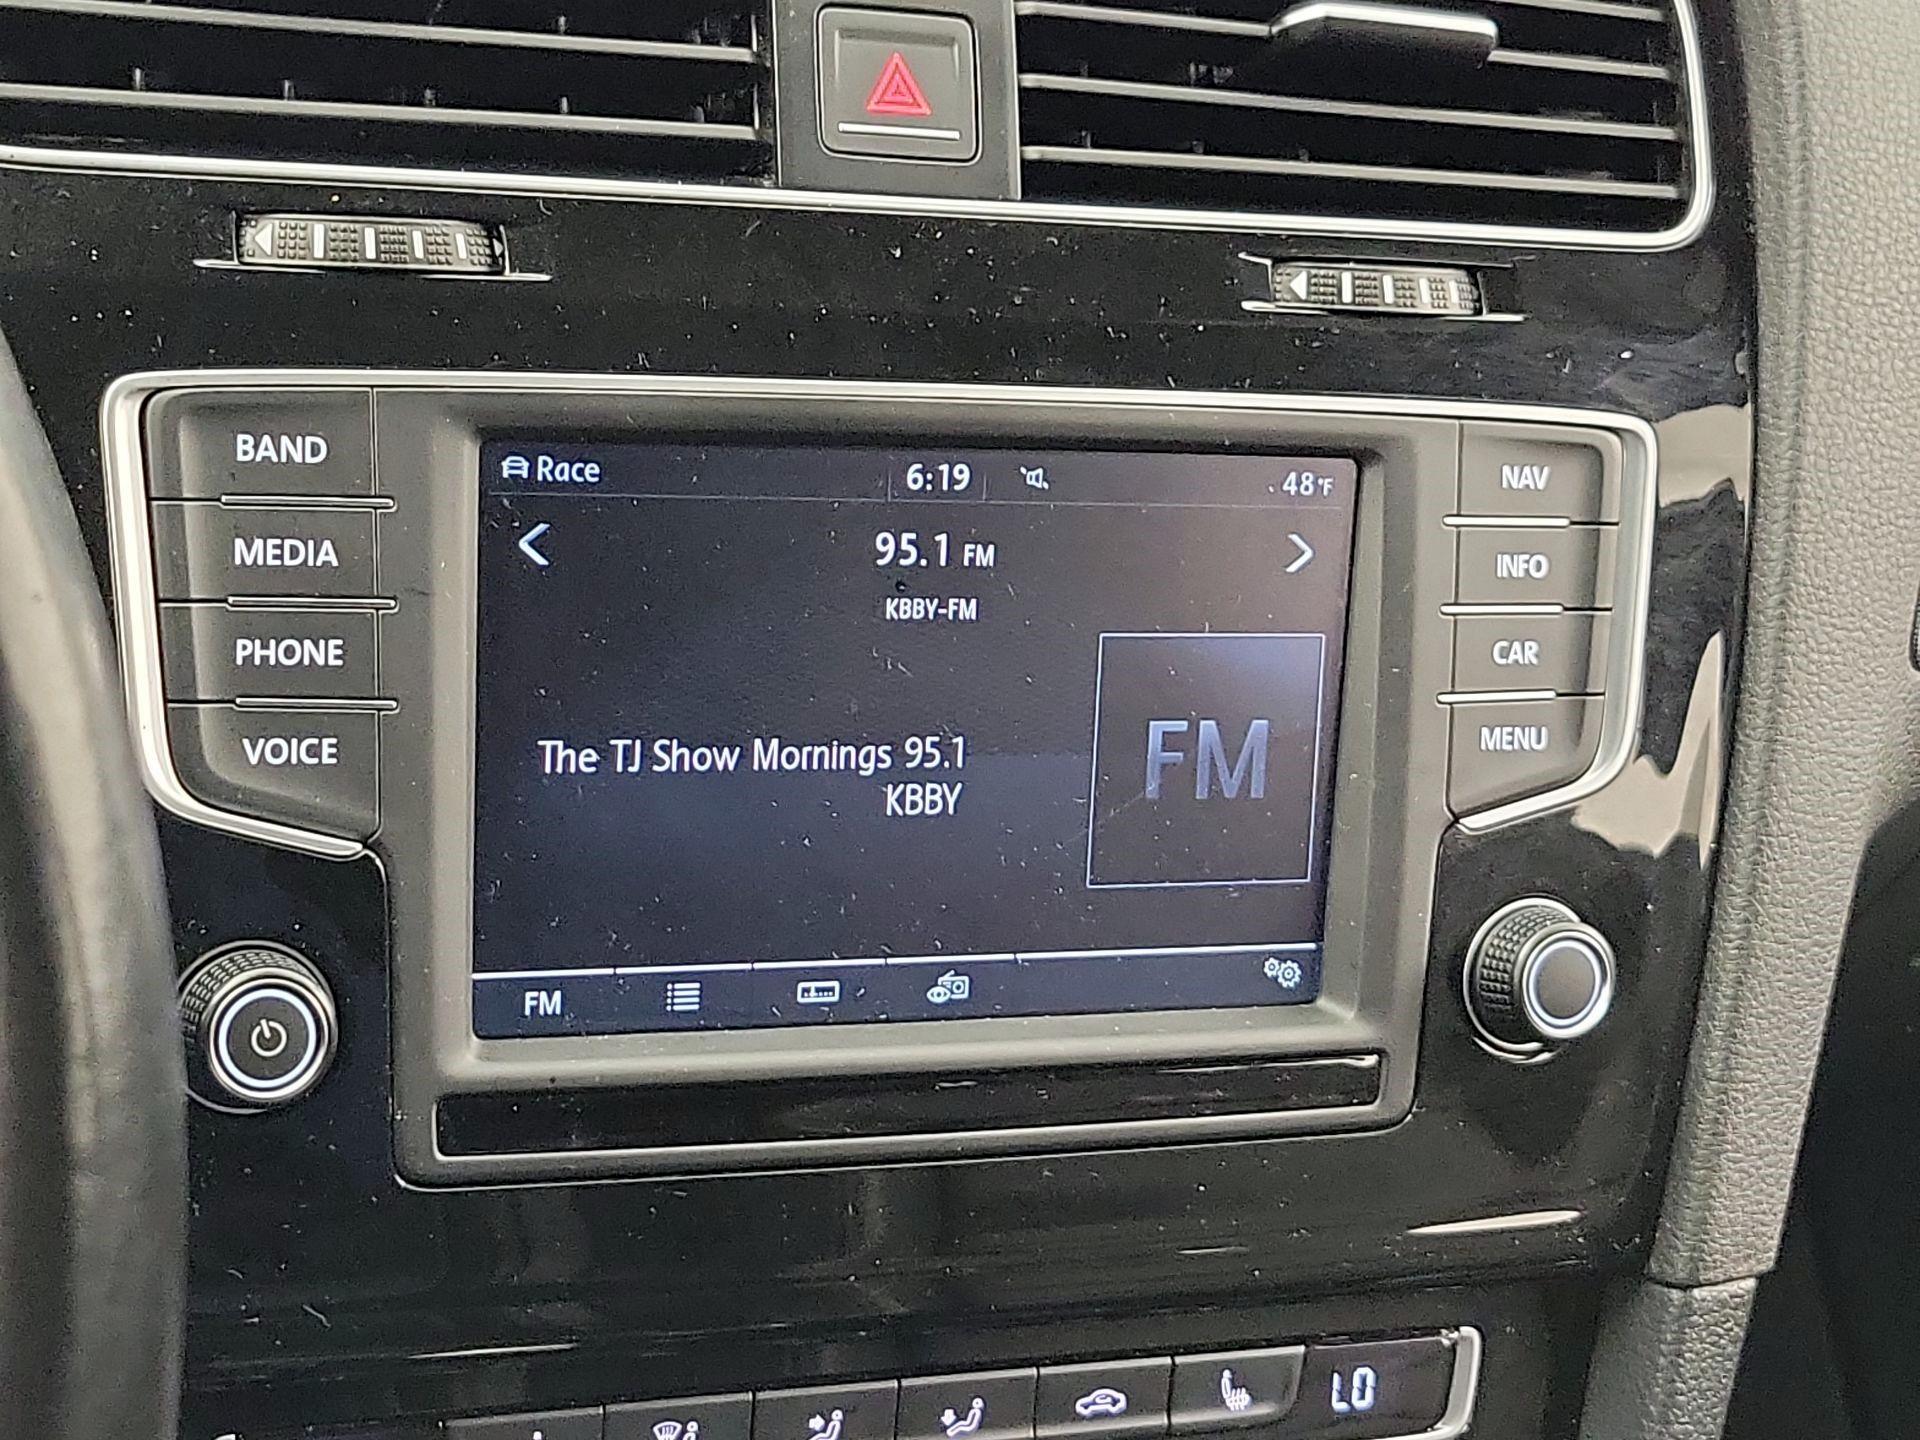 BAND
MEDIA
PHONE
VOICE
Race 6:19 48°F
95.1 FM
KBBY-FM
The TJ Show Mornings 95.1
KBBY
FM
FM
NAV
INFO
CAR
MENU
LO